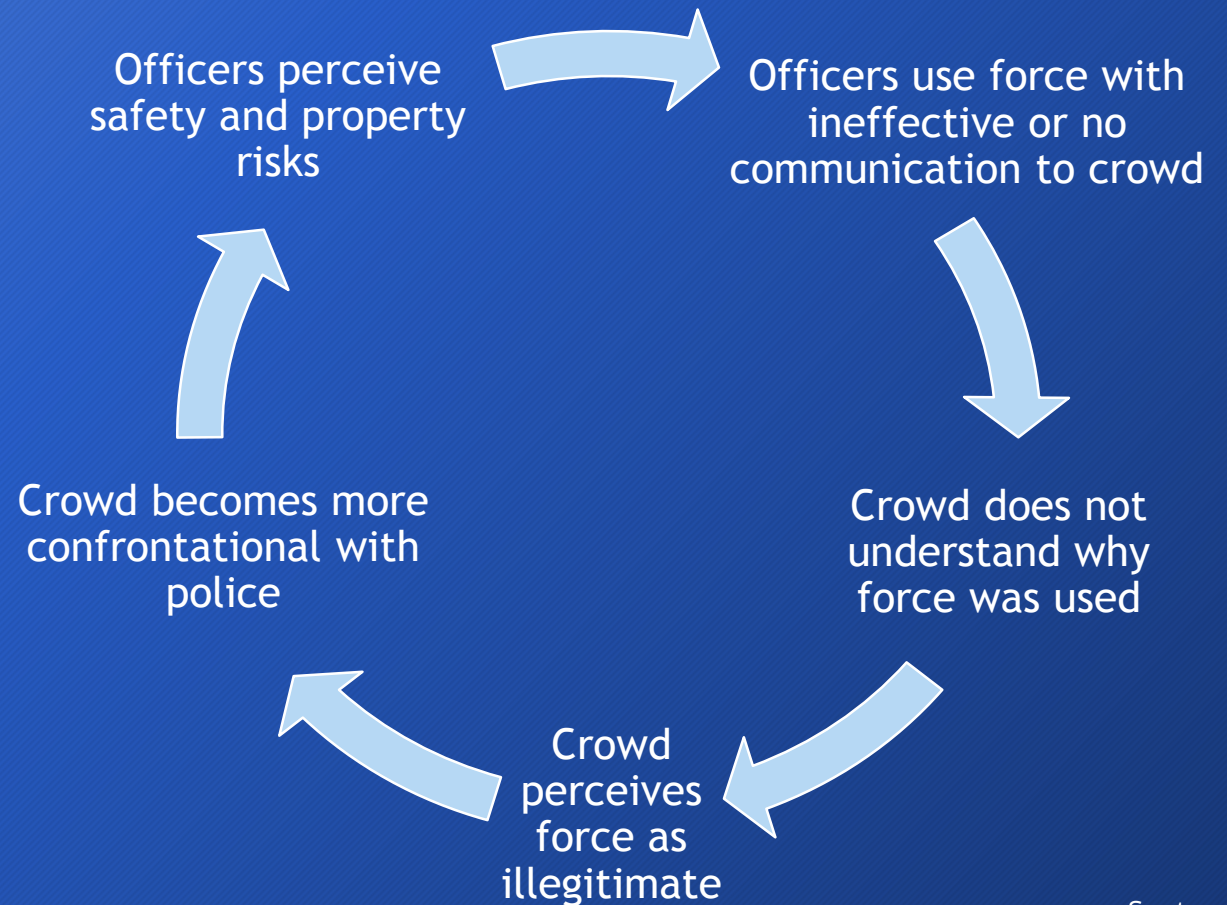 Officers perceive
safety and property
risks
Officers use force with
ineffective or no
communication to crowd
Crowd does not
understand why
force was used
Crowd
perceives
force as
illegitimate
Crowd becomes more
confrontational with
police